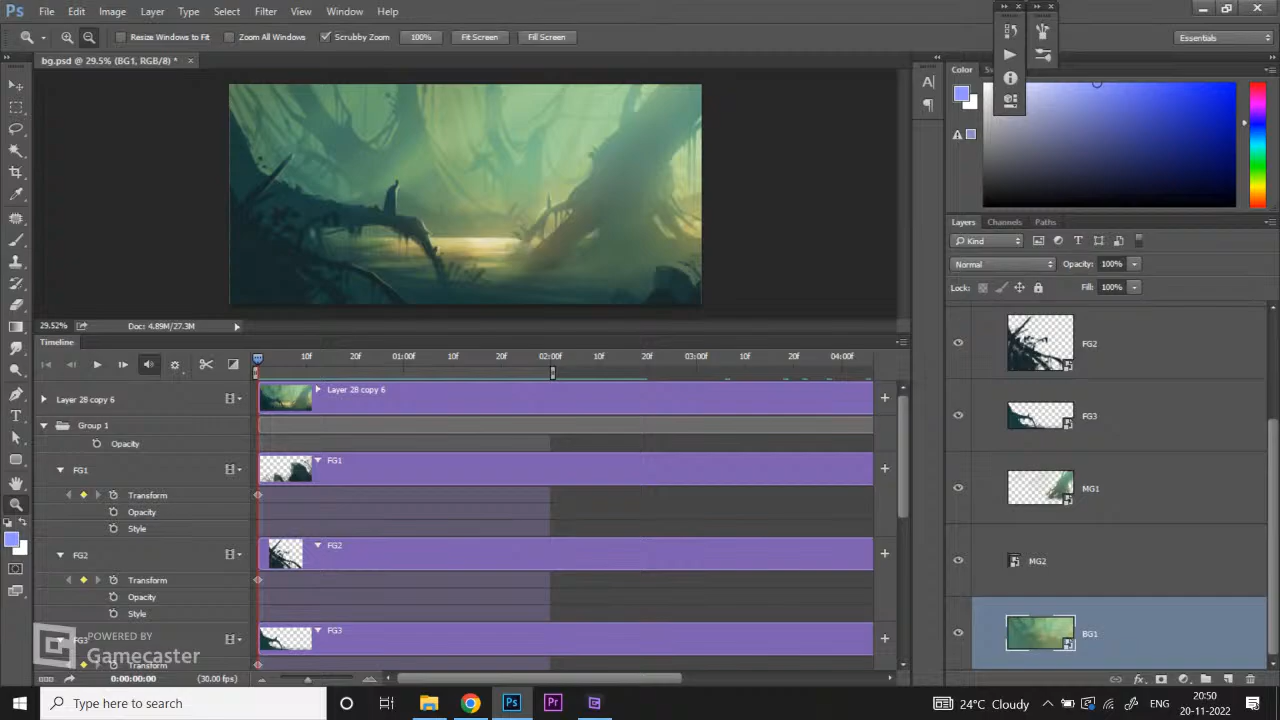 Ps File Edit Image Layer Type Select Filter View Window Help
Resize Windows to Fit Zoom All Windows Scrubby Zoom 100% Fit Screen Fill Screen Essentials
bg.psd @ 29.5% (BG1, RGB/8) * ×
Color
29.52% Doc: 4.89M/27.3M
Timeline
10f 20f 01:00f 10f 20f 02:00f 10f 20f 03:00f 10f 20f 04:00f
Layer 28 copy 6 Layer 28 copy 6
Group 1
Opacity
FG1 FG1
Transform
Opacity
Style
FG2 FG2
Transform
Opacity
Style
FG3 FG3
Transform
0:00:00:00 (30.00 fps)
POWERED BY
Gamecaster
Layers Channels Paths
Kind
Normal Opacity: 100%
Lock: Fill: 100%
FG2
FG3
MG1
MG2
BG1
fx
Type here to search
Ps Pr
24°C Cloudy
20:50
20-11-2022